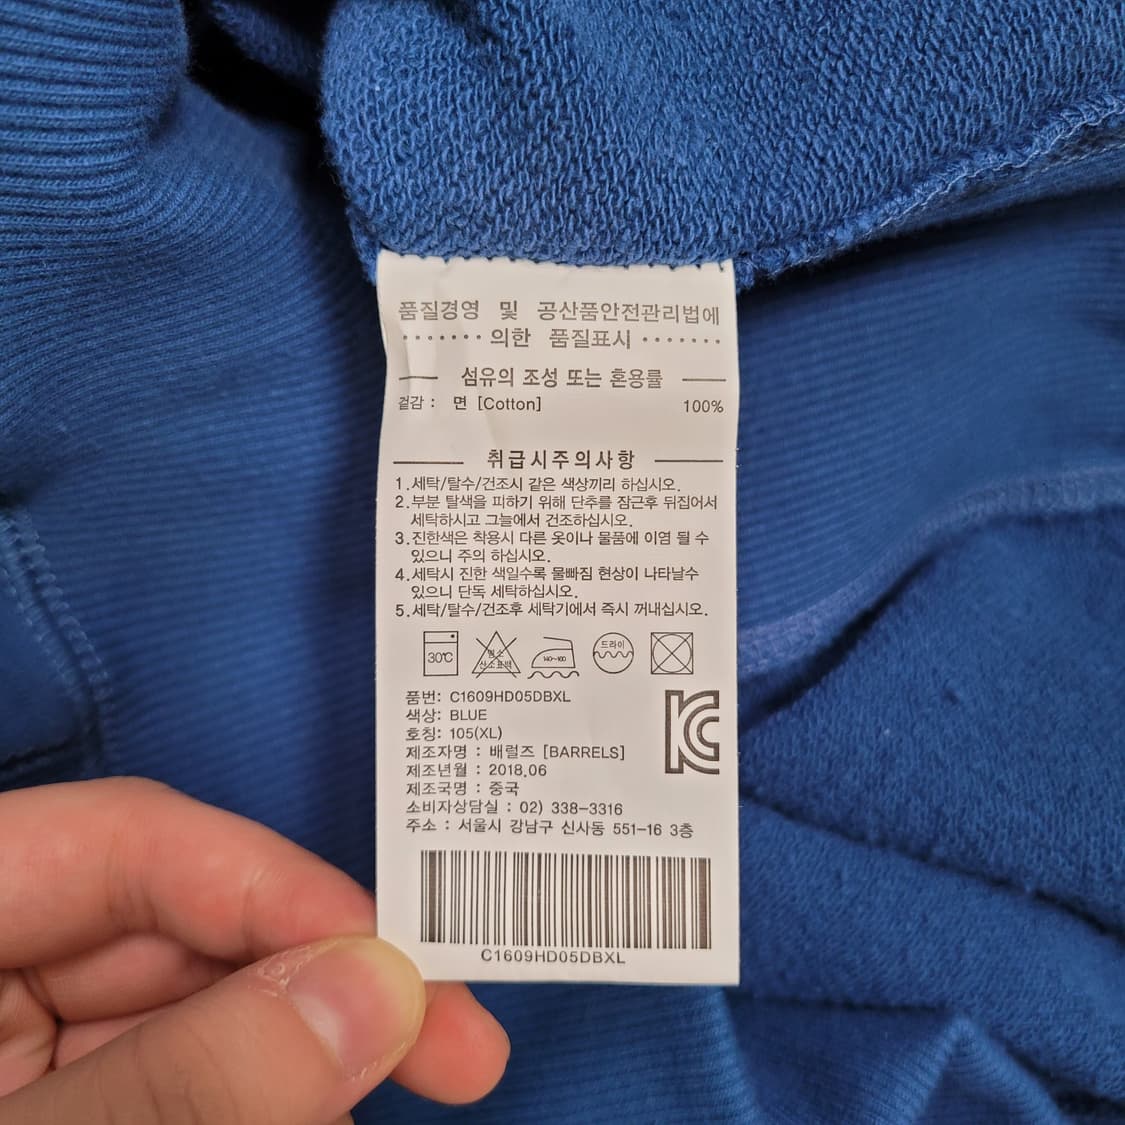 품질경영 및 공산품안전관리법에
의한 품질표시
섬유의 조성 또는 혼용률
겉감 : 면 [Cotton] 100%
취급시주의사항
1.세탁/탈수/건조시 같은 색상끼리 하십시오.
2.부분 탈색을 피하기 위해 단추를 잠근후 뒤집어서
세탁하시고 그늘에서 건조하십시오.
3.진한색은 착용시 다른 옷이나 물품에 이염 될 수
있으니 주의 하십시오.
4.세탁시 진한 색일수록 물빠짐 현상이 나타날수
있으니 단독 세탁하십시오.
5.세탁/탈수/건조후 세탁기에서 즉시 꺼내십시오.
30℃ 염소 산소표백 140~160 드라이
품번: C1609HD05DBXL
색상: BLUE
호칭: 105(XL)
제조자명 : 배럴즈 [BARRELS]
제조년월 : 2018.06
제조국명 : 중국
소비자상담실 : 02) 338-3316
주소 : 서울시 강남구 신사동 551-16 3층
KC
C1609HD05DBXL